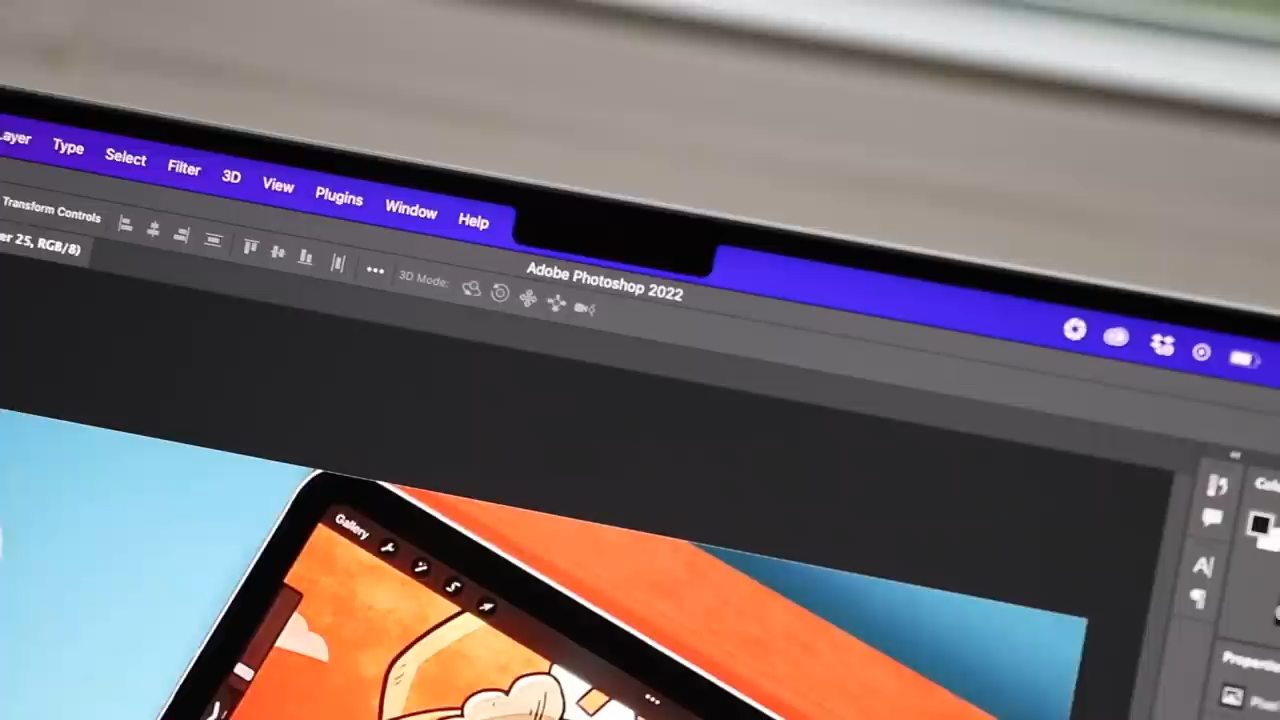 Layer Type Select Filter 3D View Plugins Window Help
Transform Controls
3D Mode:
Adobe Photoshop 2022
er 25, RGB/8)
Gallery